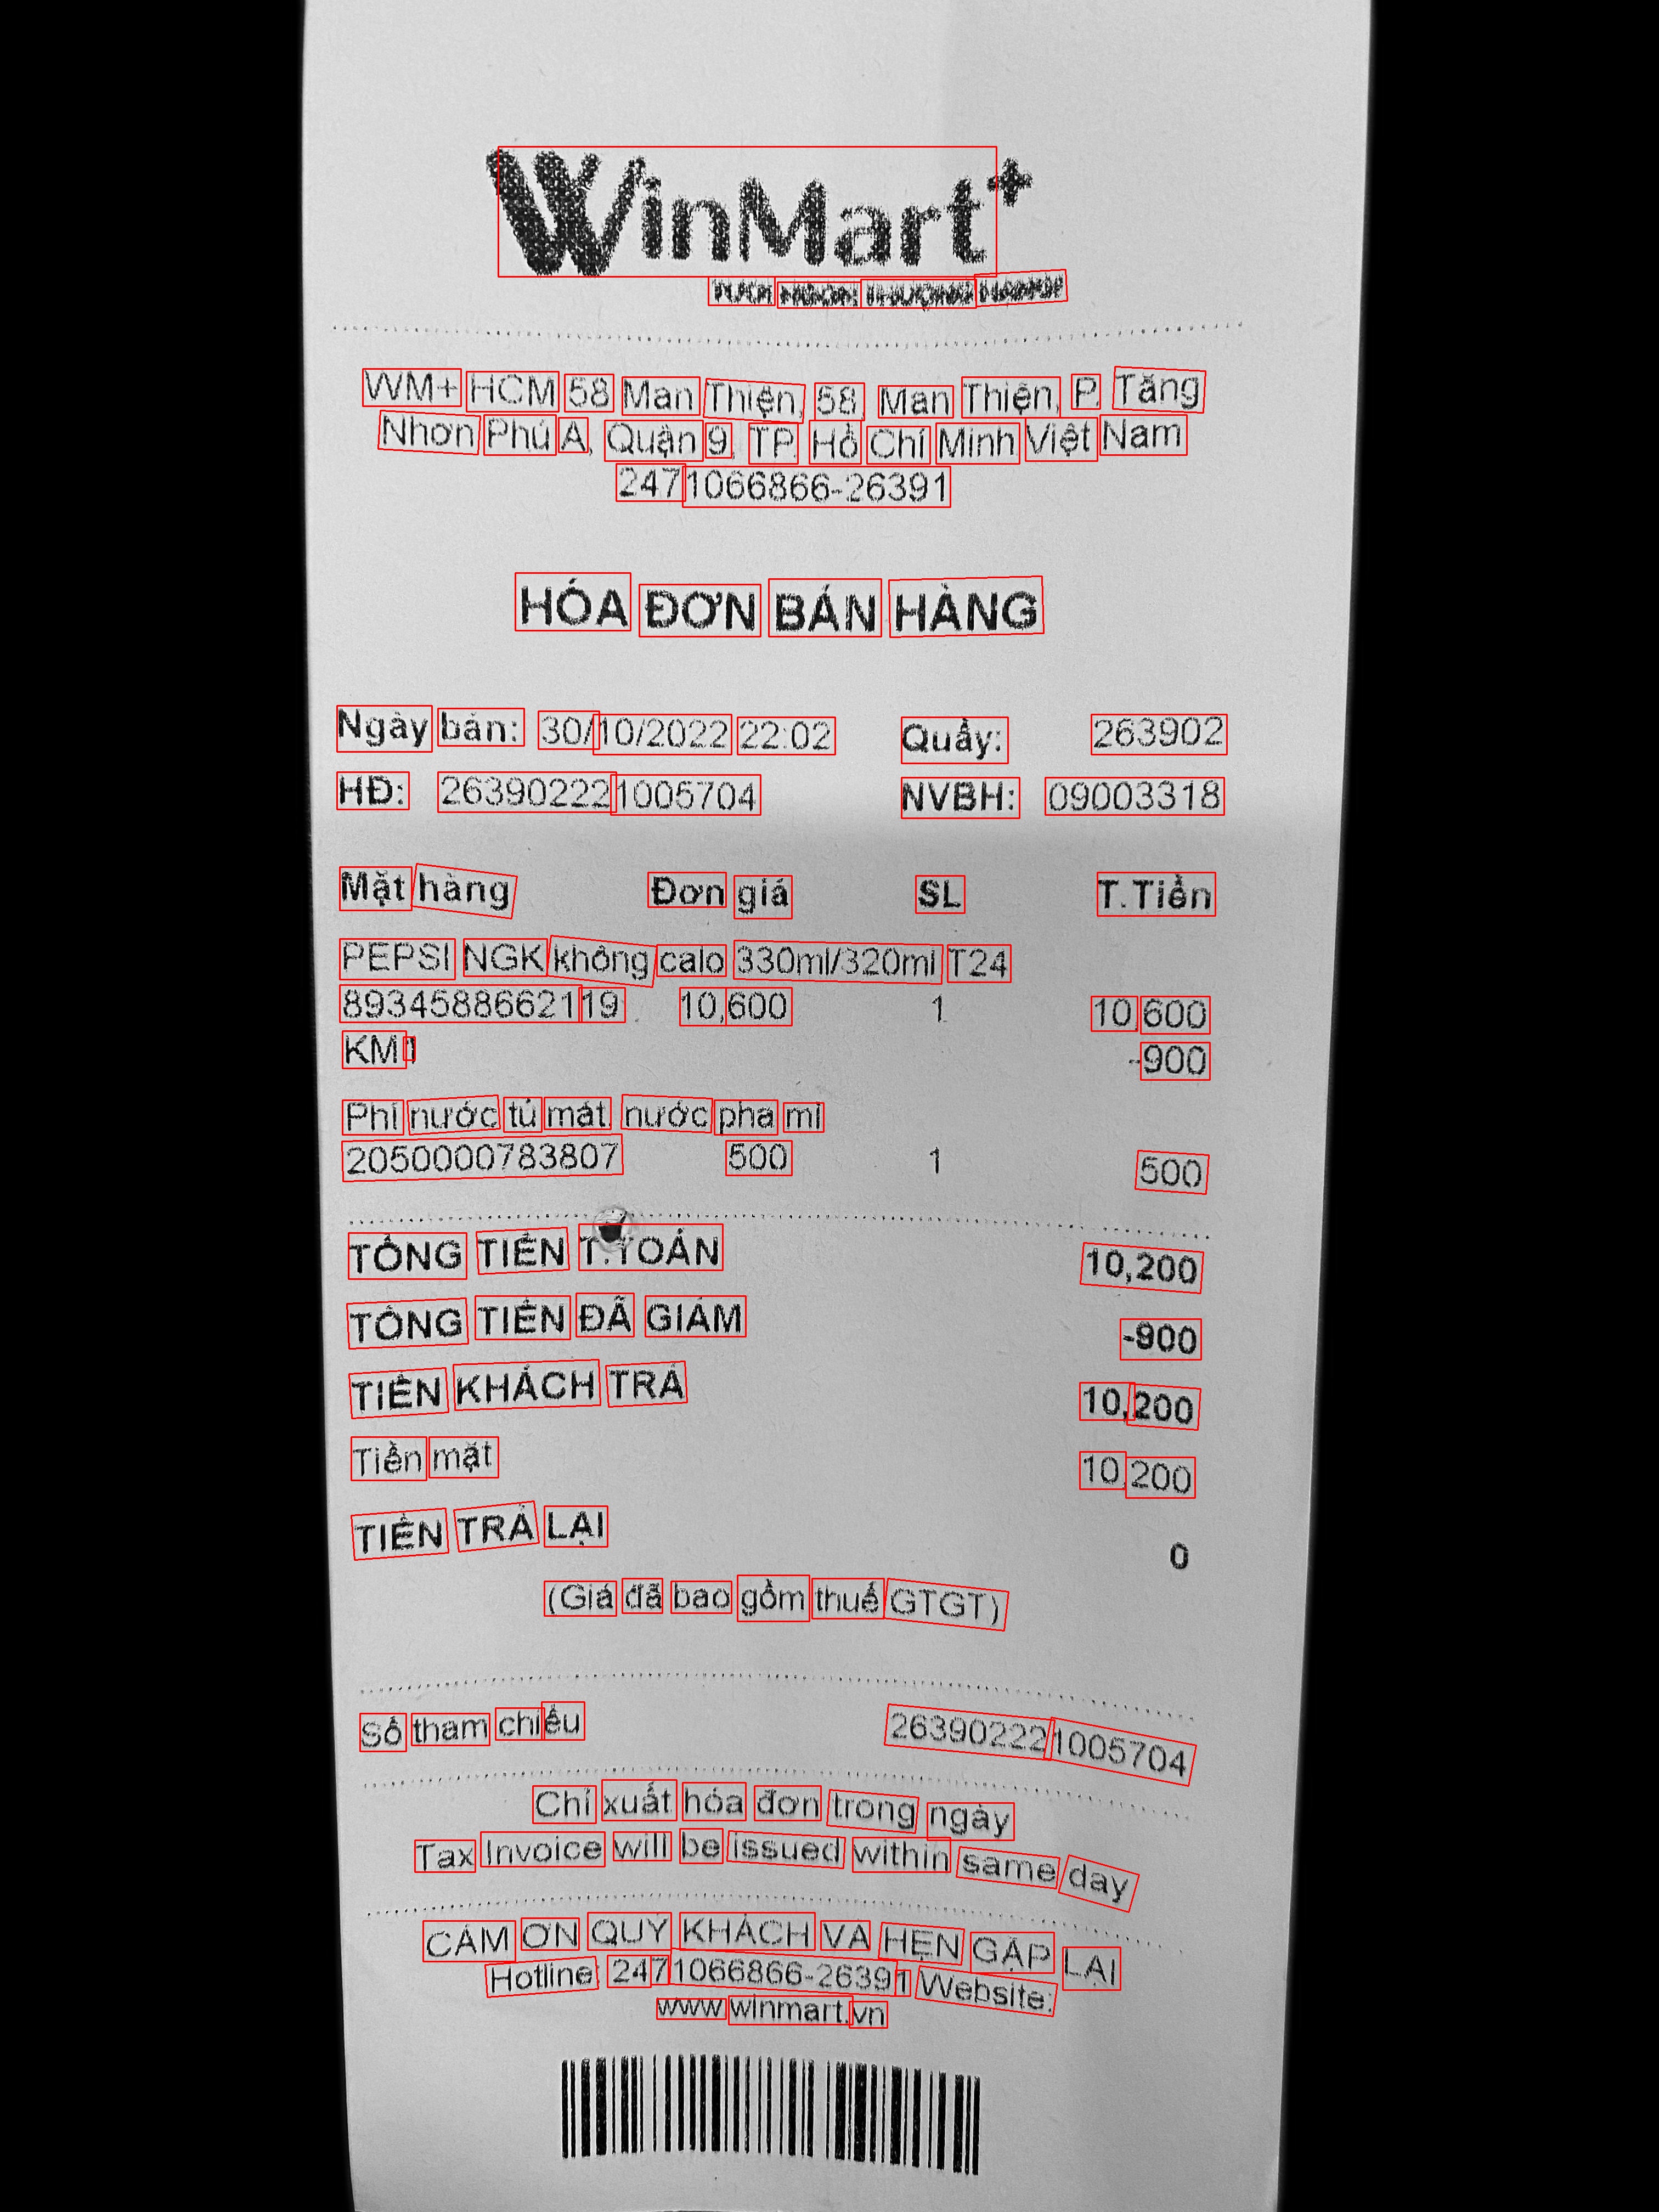 WinMart+
WM+ HCM 58 Man Thiện, 58, Man Thiện, P. Tăng
Nhơn Phú A, Quận 9, TP. Hồ Chí Minh Việt Nam
2471066866-26391
HÓA ĐƠN BÁN HÀNG
Ngày bán: 30/10/2022 22:02 Quầy: 263902
HĐ: 263902221005704 NVBH: 09003318
Mặt hàng Đơn giá SL T.Tiền
PEPSI NGK không calo 330ml/320ml T24
8934588662119 10,600 1 10,600
KM1 -900
Phí nước tủ mát, nước pha mì
2050000783807 500 1 500
TỔNG TIỀN T.TOÁN 10,200
TỔNG TIỀN ĐÃ GIẢM -900
TIỀN KHÁCH TRẢ 10,200
Tiền mặt 10,200
TIỀN TRẢ LẠI 0
(Giá đã bao gồm thuế GTGT)
Số tham chiếu 263902221005704
Chỉ xuất hóa đơn trong ngày
Tax Invoice will be issued within same day
CẢM ƠN QUÝ KHÁCH VÀ HẸN GẶP LẠI
Hotline: 2471066866-26391 Website:
www.winmart.vn